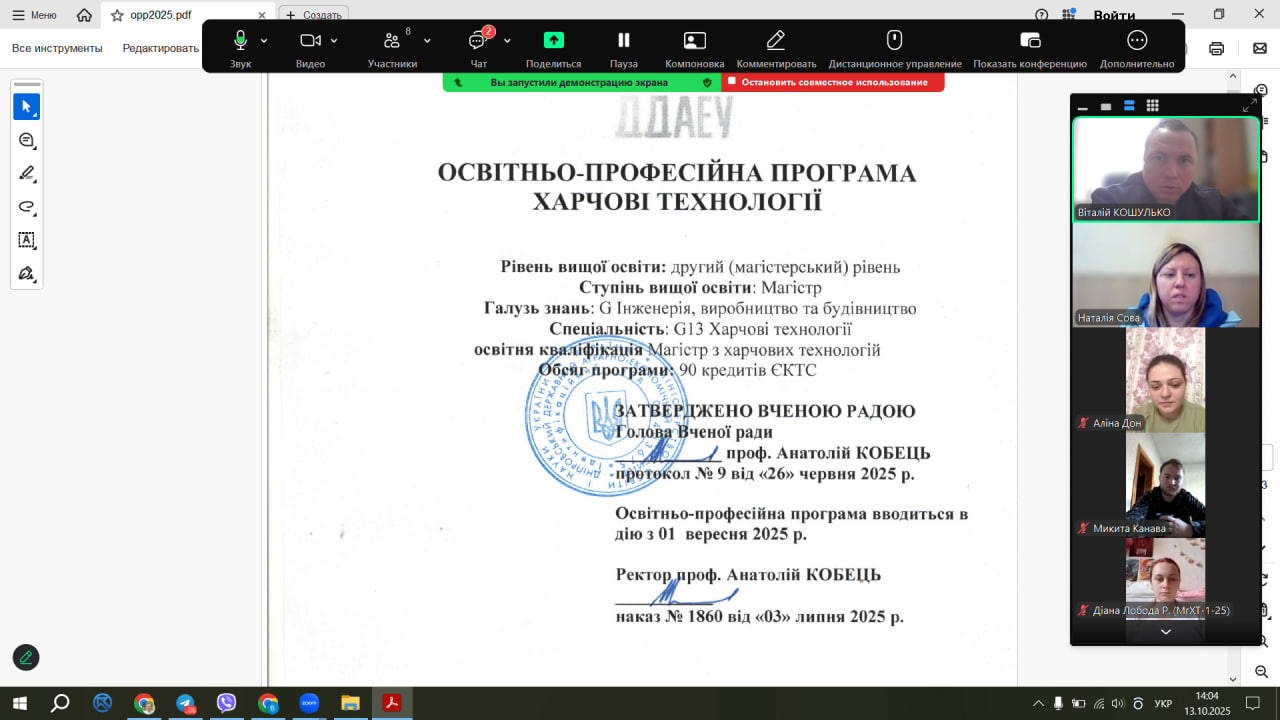 Меню
opp2025.pdf
Создать
Войти
Все инструменты
Редактировать
Звук
Видео
8
Участники
2
Чат
Поделиться
Пауза
Компоновка
Комментировать
Дистанционное управление
Показать конференцию
Дополнительно
Вы запустили демонстрацию экрана
Остановить совместное использование
ДДАЕУ
ОСВІТНЬО-ПРОФЕСІЙНА ПРОГРАМА
ХАРЧОВІ ТЕХНОЛОГІЇ
Рівень вищої освіти: другий (магістерський) рівень
Ступінь вищої освіти: Магістр
Галузь знань: G Інженерія, виробництво та будівництво
Спеціальність: G13 Харчові технології
освітня кваліфікація Магістр з харчових технологій
Обсяг програми: 90 кредитів ЄКТС
ЗАТВЕРДЖЕНО ВЧЕНОЮ РАДОЮ
Голова Вченої ради
проф. Анатолій КОБЕЦЬ
протокол № 9 від «26» червня 2025 р.
Освітньо-професійна програма вводиться в
дію з 01 вересня 2025 р.
Ректор проф. Анатолій КОБЕЦЬ
наказ № 1860 від «03» липня 2025 р.
Віталій КОШУЛЬКО
Наталія Сова
Аліна Дон
Микита Канава
Діана Лобода Р. (МгХТ-1-25)
3
zoom
УКР
14:04
13.10.2025